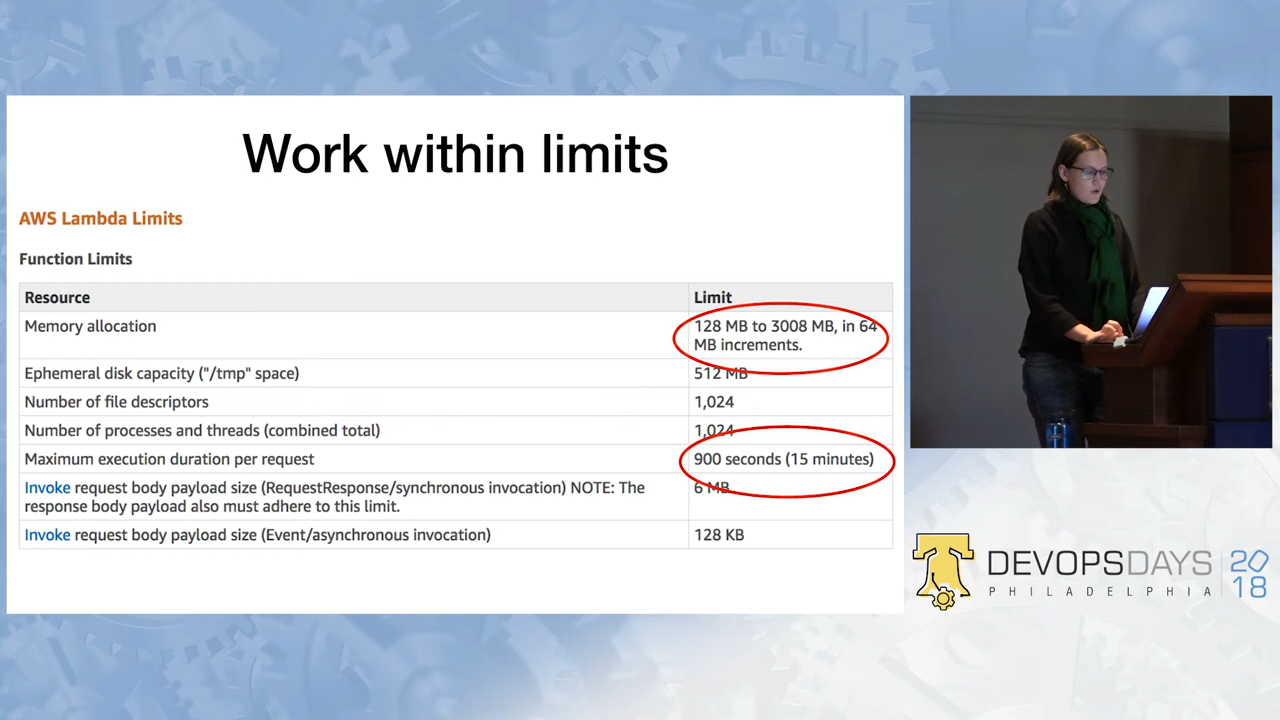 Work within limits
AWS Lambda Limits
Function Limits
Resource Limit
Memory allocation 128 MB to 3008 MB, in 64
MB increments.
Ephemeral disk capacity ("/tmp" space) 512 MB
Number of file descriptors 1,024
Number of processes and threads (combined total) 1,024
Maximum execution duration per request 900 seconds (15 minutes)
Invoke request body payload size (RequestResponse/synchronous invocation) NOTE: The 6 MB
response body payload also must adhere to this limit.
Invoke request body payload size (Event/asynchronous invocation) 128 KB
DEVOPSDAYS 20
PHILADELPHIA 18